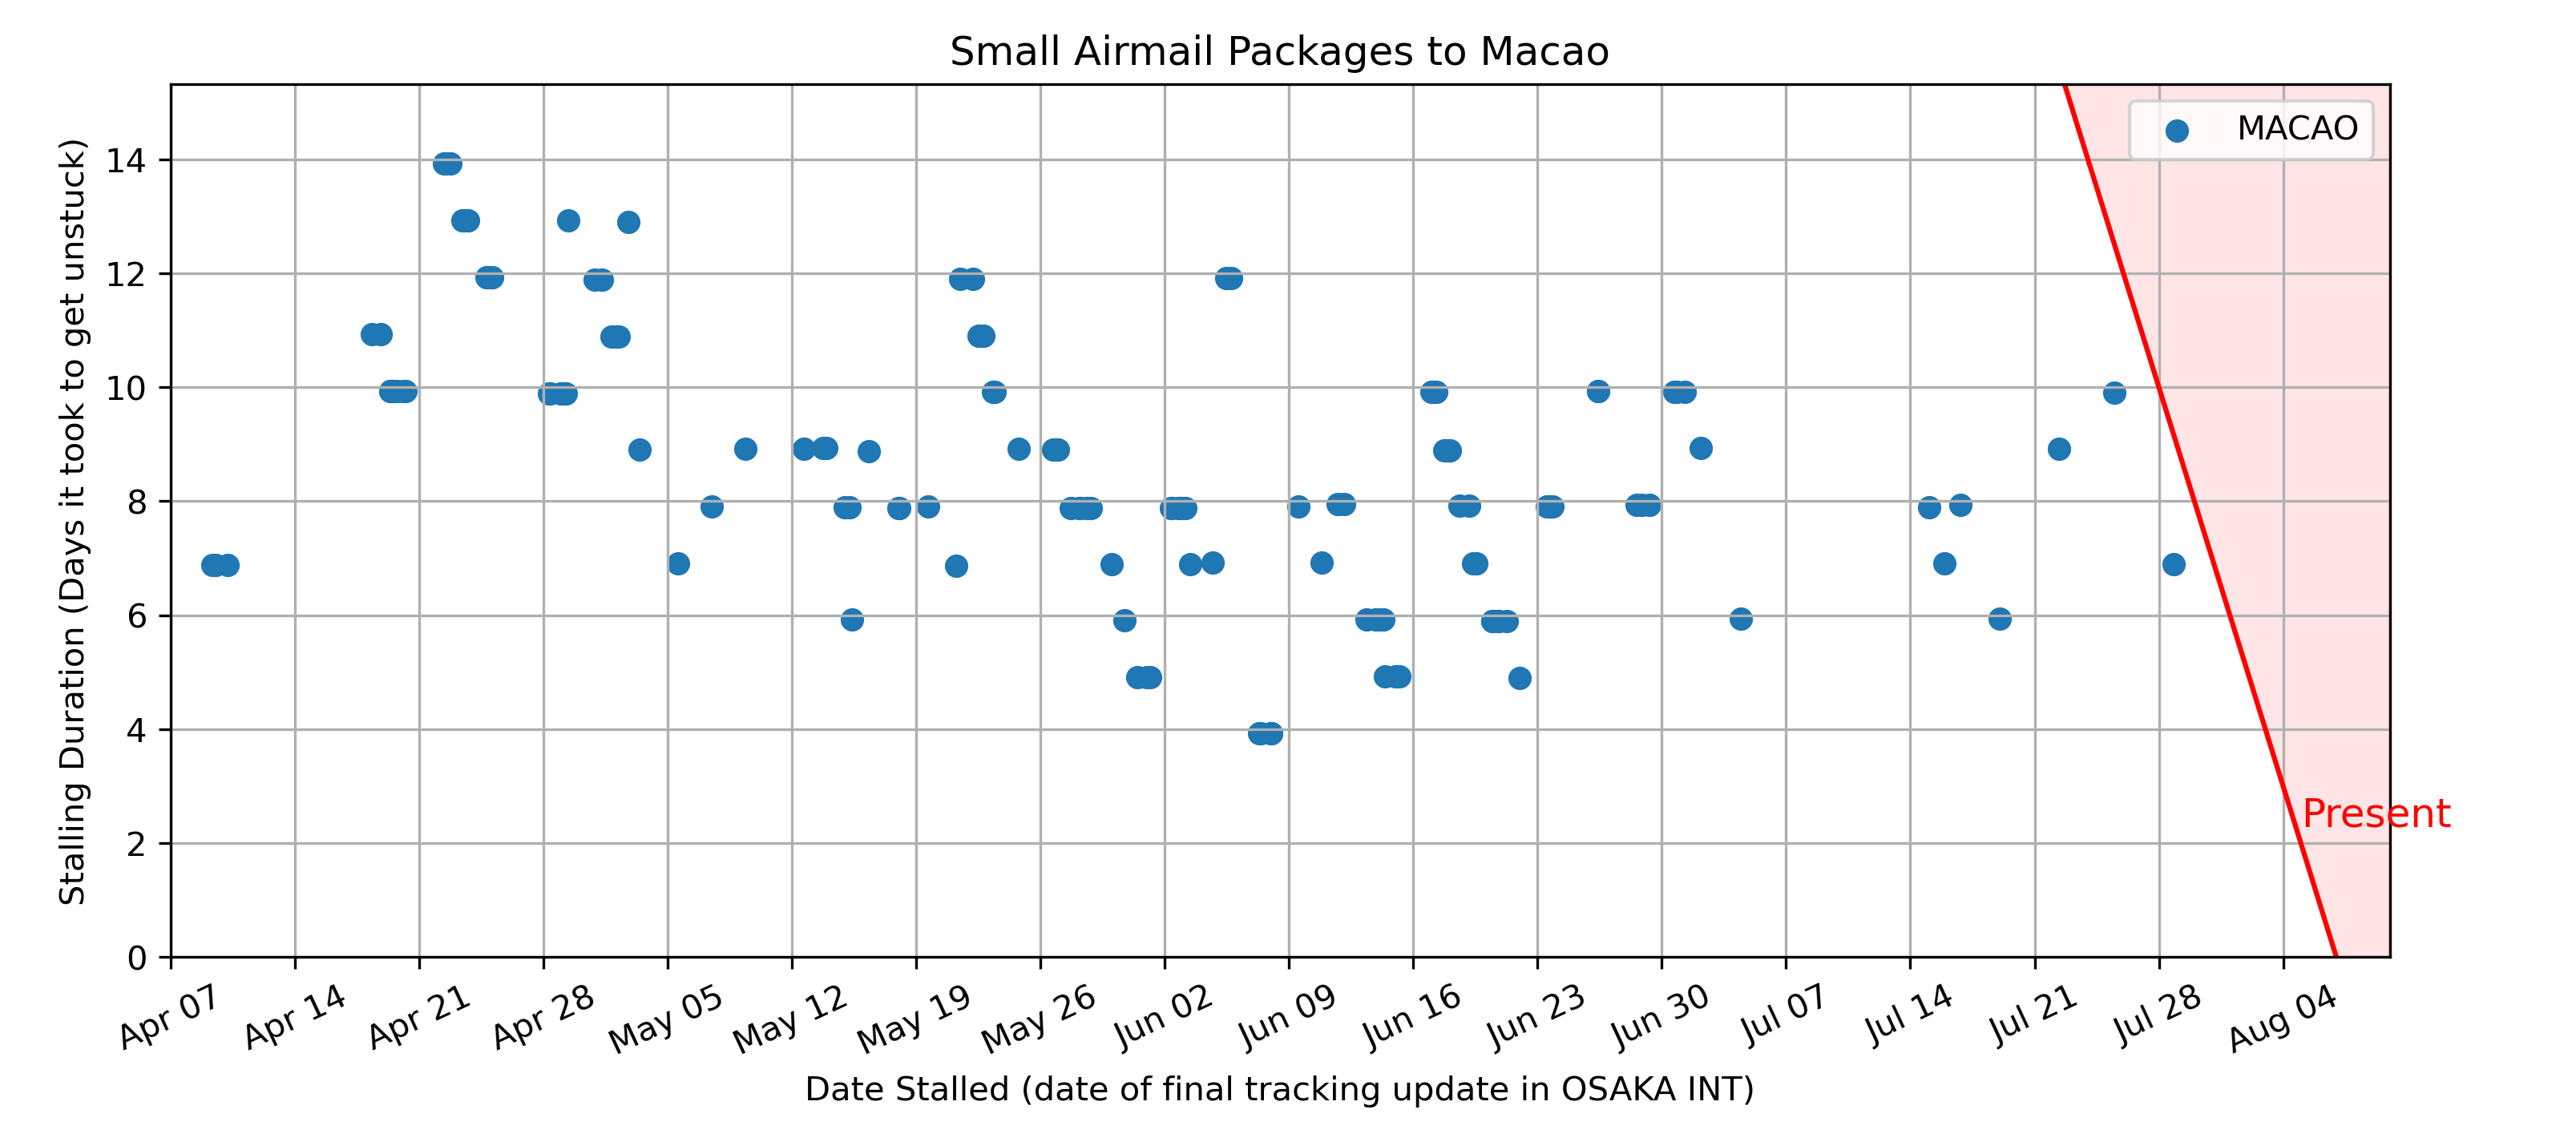 Small Airmail Packages to Macao
MACAO
Stalling Duration (Days it took to get unstuck)
14
12
10
8
6
4
2
0
Present
Apr 07
Apr 14
Apr 21
Apr 28
May 05
May 12
May 19
May 26
Jun 02
Jun 09
Jun 16
Jun 23
Jun 30
Jul 07
Jul 14
Jul 21
Jul 28
Aug 04
Date Stalled (date of final tracking update in OSAKA INT)